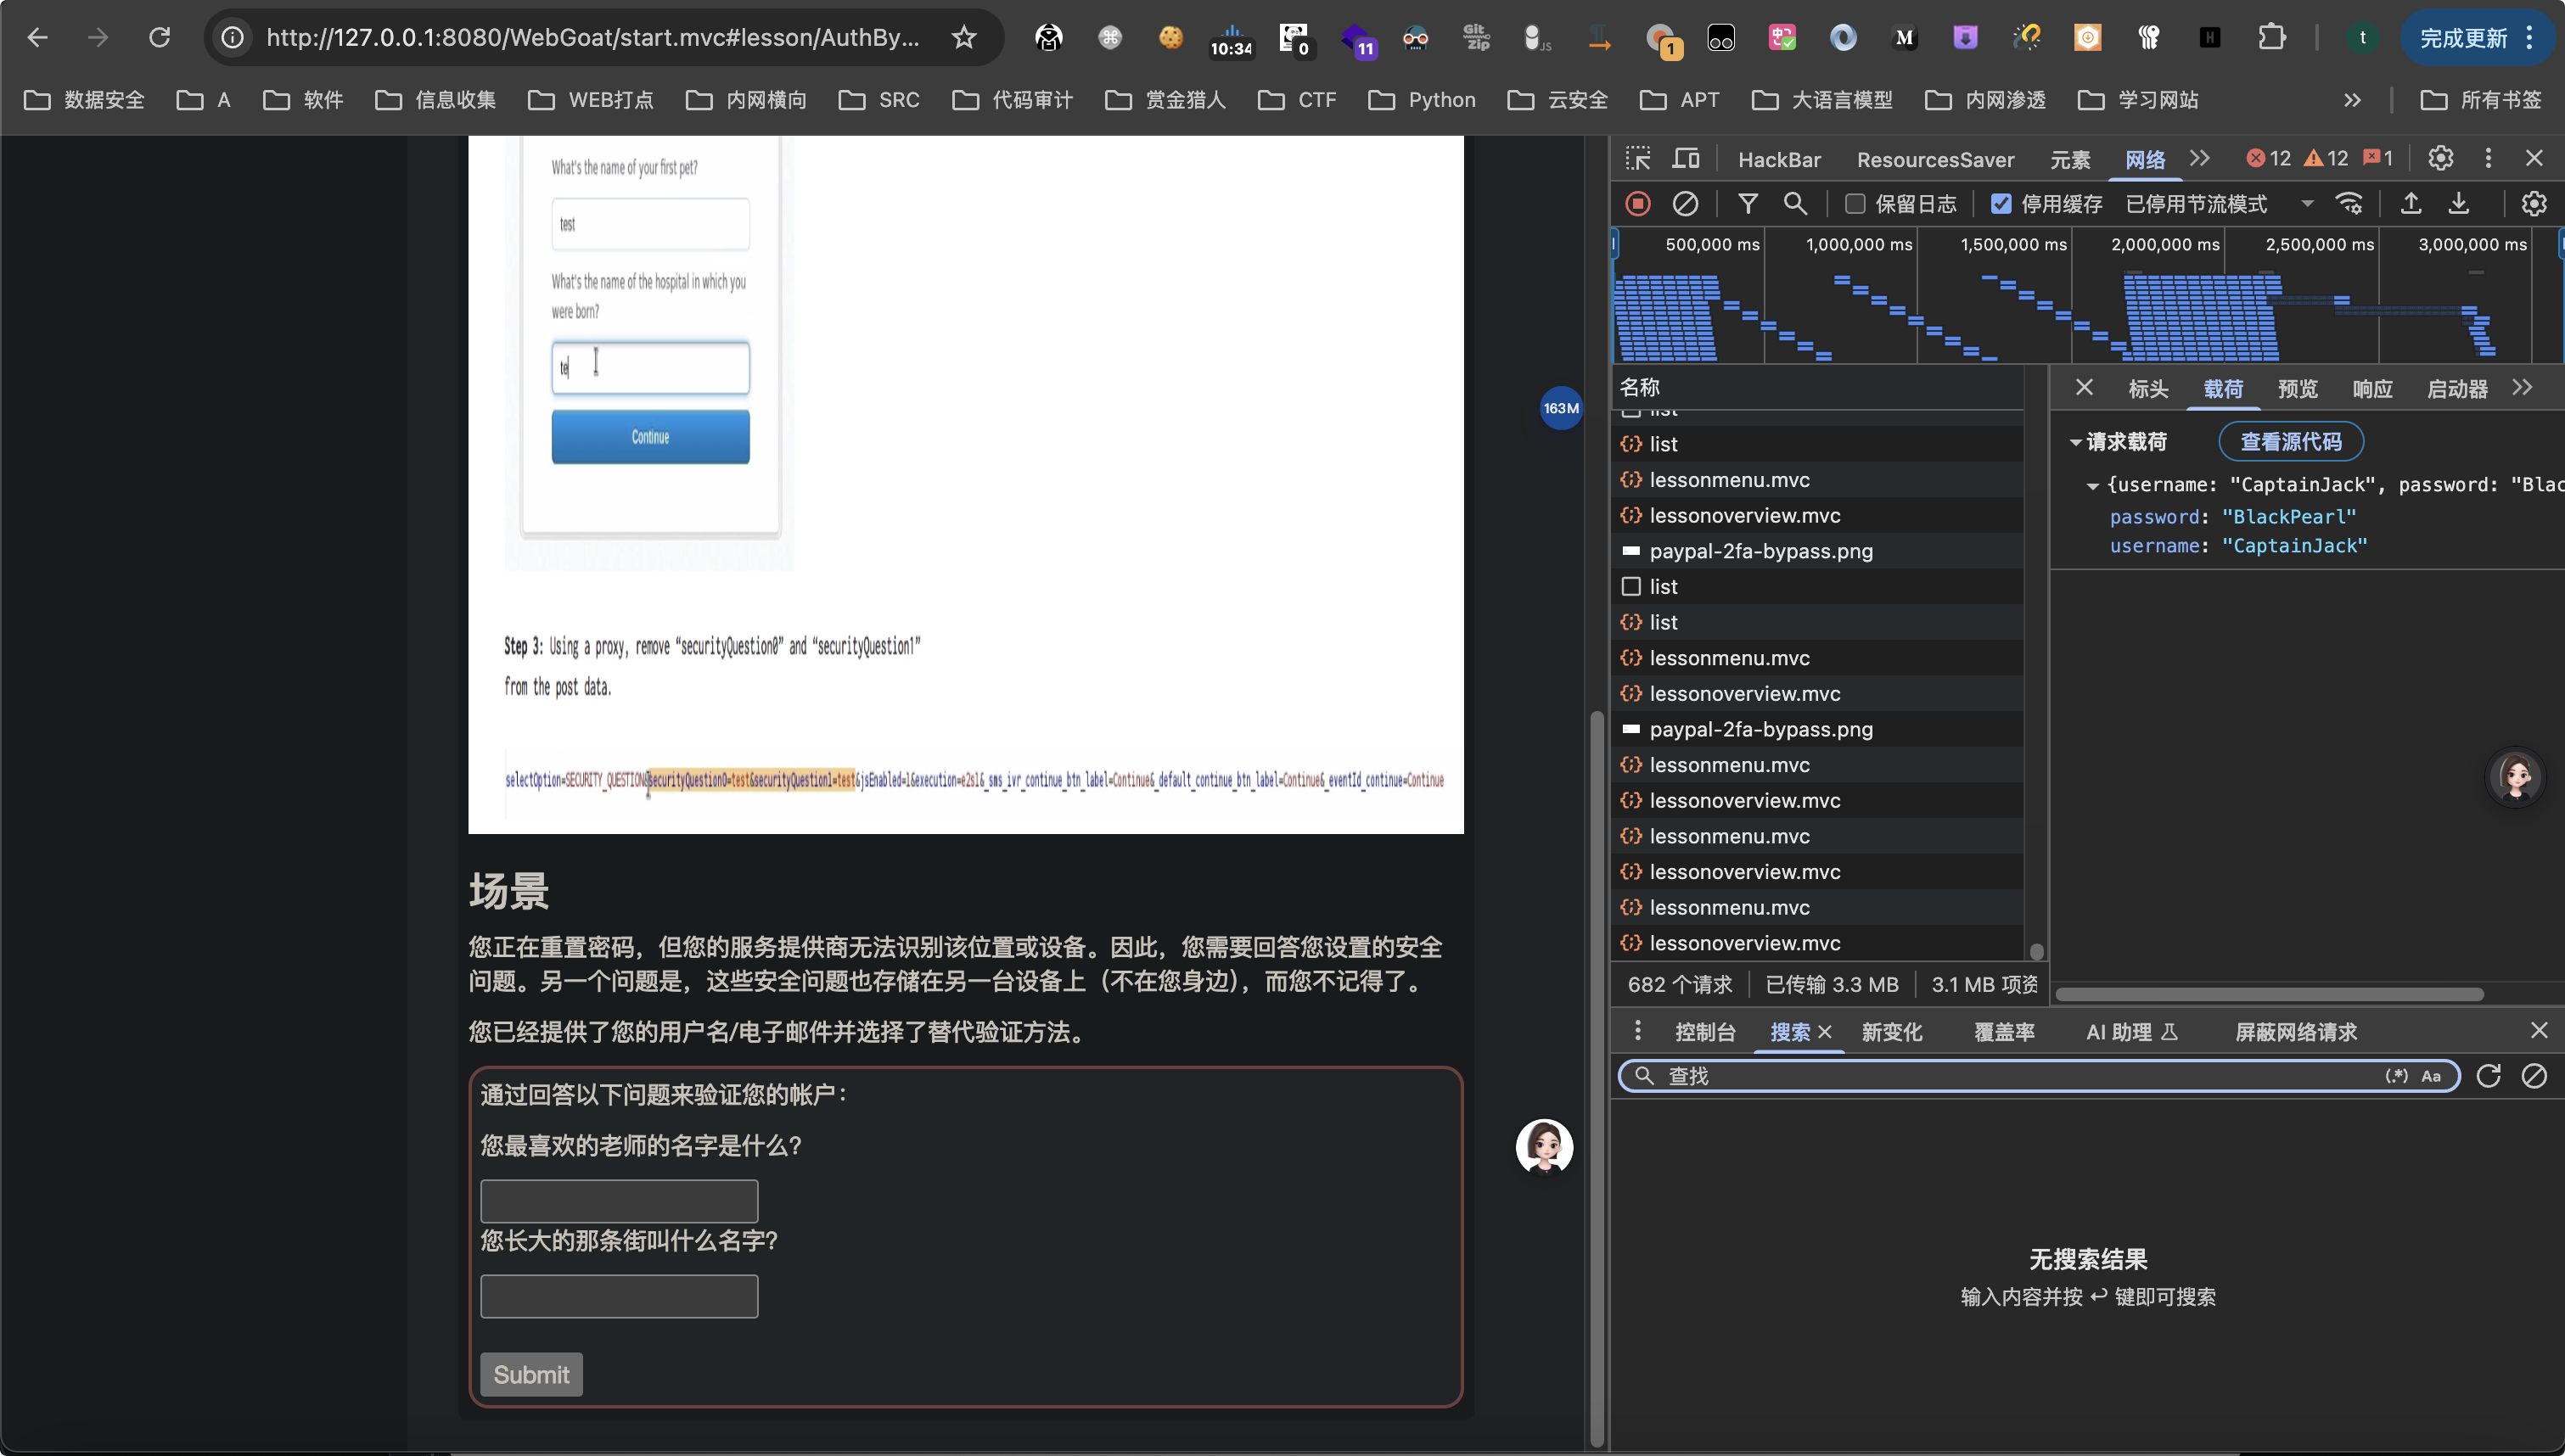 http://127.0.0.1:8080/WebGoat/start.mvc#lesson/AuthBy...
10:34
0
11
Git Zip
JS
1
M
H
t
完成更新
数据安全
A
软件
信息收集
WEB打点
内网横向
SRC
代码审计
赏金猎人
CTF
Python
云安全
APT
大语言模型
内网渗透
学习网站
所有书签
What's the name of your first pet?
test
What's the name of the hospital in which you
were born?
te
Continue
Step 3: Using a proxy, remove “securityQuestion0” and “securityQuestion1”
from the post data.
selectOption=SECURITY_QUESTION&securityQuestion0=test&securityQuestion1=test&jsEnabled=1&execution=e2s1&_sms_ivr_continue_btn_label=Continue&_default_continue_btn_label=Continue&_eventId_continue=Continue
场景
您正在重置密码，但您的服务提供商无法识别该位置或设备。因此，您需要回答您设置的安全
问题。另一个问题是，这些安全问题也存储在另一台设备上（不在您身边），而您不记得了。
您已经提供了您的用户名/电子邮件并选择了替代验证方法。
通过回答以下问题来验证您的帐户：
您最喜欢的老师的名字是什么？
您长大的那条街叫什么名字？
Submit
163M
HackBar
ResourcesSaver
元素
网络
12
12
1
保留日志
停用缓存
已停用节流模式
500,000 ms
1,000,000 ms
1,500,000 ms
2,000,000 ms
2,500,000 ms
3,000,000 ms
名称
list
list
lessonmenu.mvc
lessonoverview.mvc
paypal-2fa-bypass.png
list
list
lessonmenu.mvc
lessonoverview.mvc
paypal-2fa-bypass.png
lessonmenu.mvc
lessonoverview.mvc
lessonmenu.mvc
lessonoverview.mvc
lessonmenu.mvc
lessonoverview.mvc
682 个请求
已传输 3.3 MB
3.1 MB 项资
标头
载荷
预览
响应
启动器
请求载荷
查看源代码
{username: "CaptainJack", password: "Blac
password: "BlackPearl"
username: "CaptainJack"
控制台
搜索
新变化
覆盖率
AI 助理
屏蔽网络请求
查找
(.*)
Aa
无搜索结果
输入内容并按 ↩ 键即可搜索